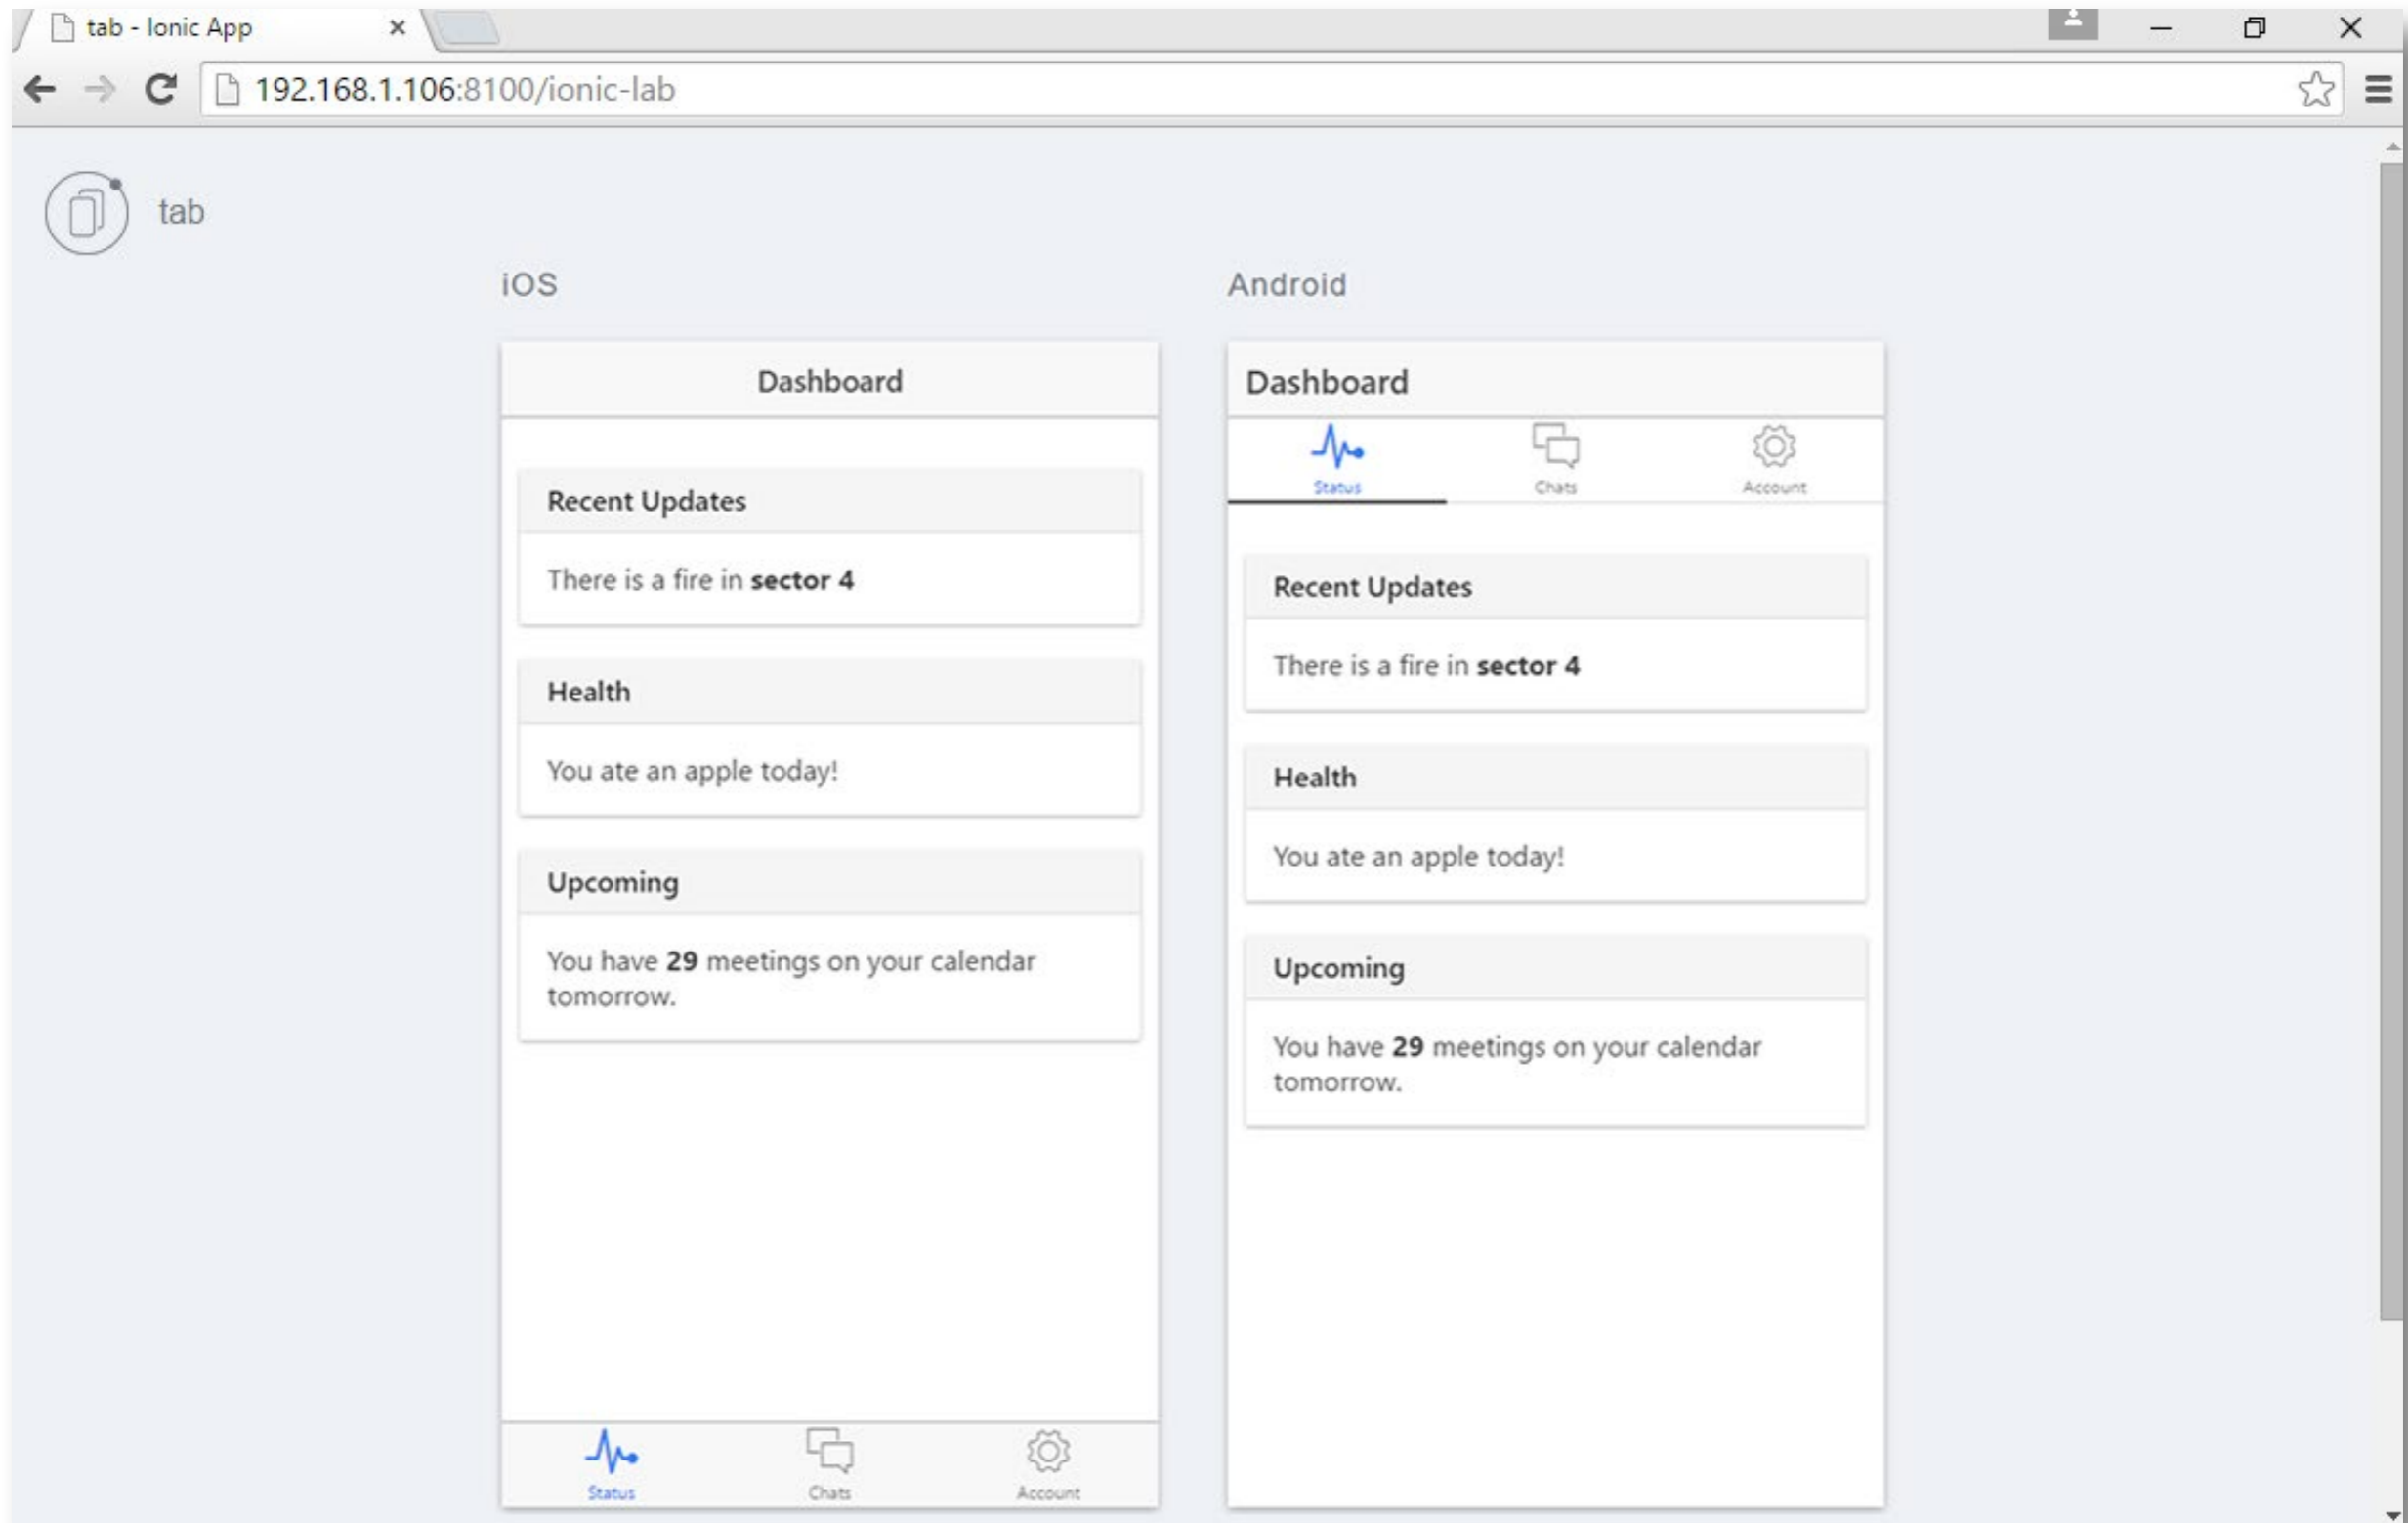 tab - Ionic App
192.168.1.106:8100/ionic-lab
tab
iOS
Dashboard
Recent Updates
There is a fire in sector 4
Health
You ate an apple today!
Upcoming
You have 29 meetings on your calendar
tomorrow.
Status Chats Account
Android
Dashboard
Status Chats Account
Recent Updates
There is a fire in sector 4
Health
You ate an apple today!
Upcoming
You have 29 meetings on your calendar
tomorrow.